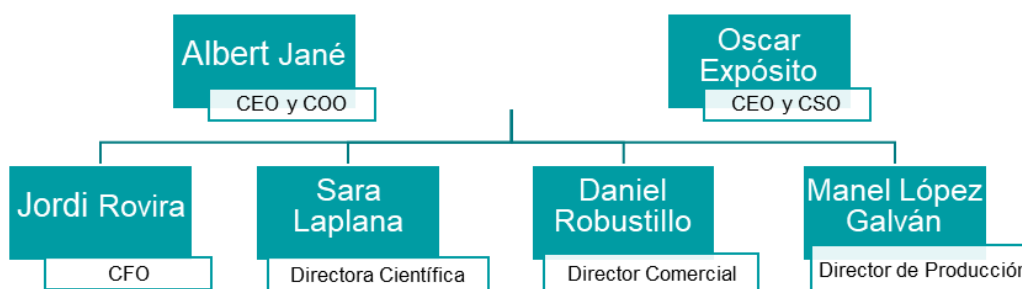 Albert Jané
CEO y COO
Oscar
Expósito
CEO y CSO
Jordi Rovira
CFO
Sara
Laplana
Directora Científica
Daniel
Robustillo
Director Comercial
Manel López
Galván
Director de Producción